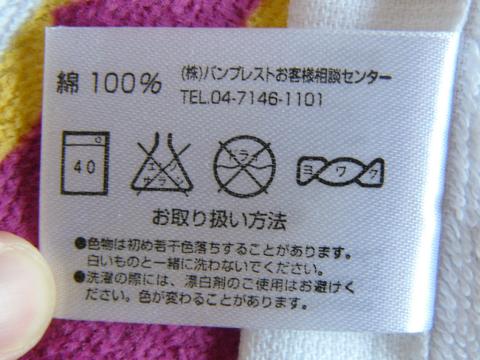 綿 100% (株)バンプレストお客様相談センター
TEL.04-7146-1101
40 エンソ サラシ ドライ ヨワク
お取り扱い方法
●色物は初め若干色落ちすることがあります。
白いものと一緒に洗わないでください。
●洗濯の際には、漂白剤のご使用はお避けく
ださい。色が変わることがあります。